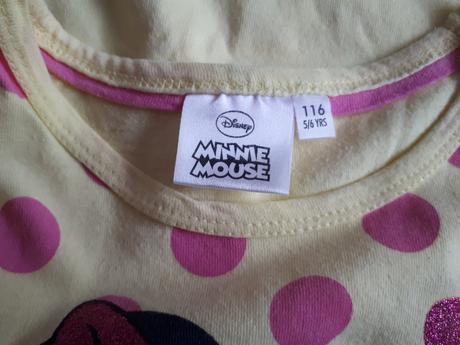 Disney
MINNIE
MOUSE
116
5/6 YRS